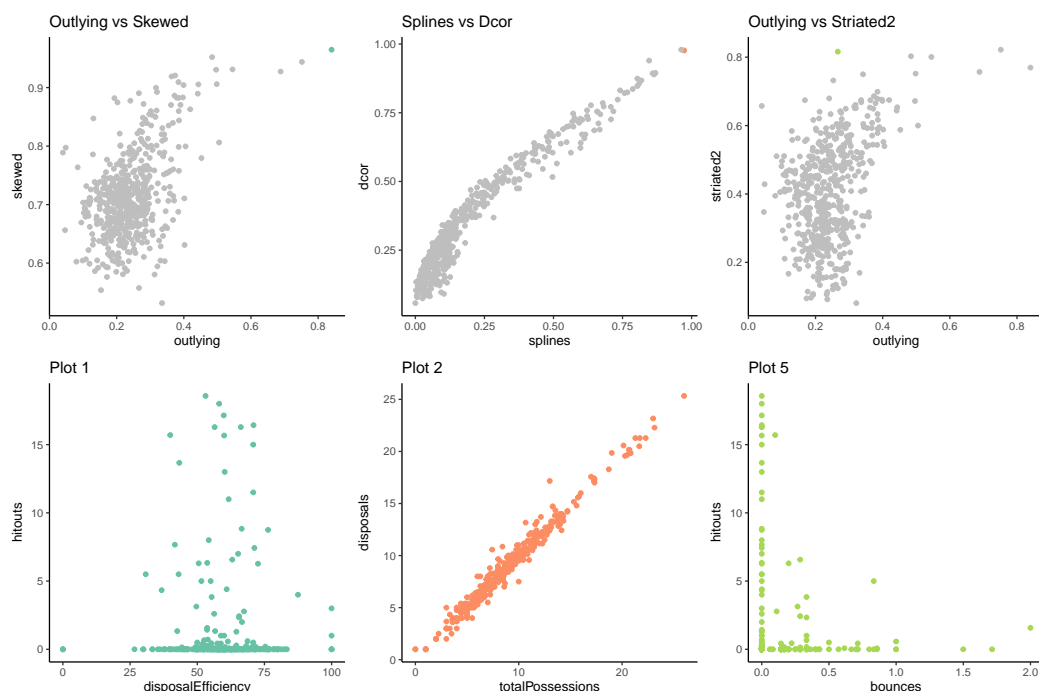 Outlying vs Skewed
skewed
0.9
0.8
0.7
0.6
0.0 0.2 0.4 0.6 0.8
outlying
Splines vs Dcor
dcor
1.00
0.75
0.50
0.25
0.00 0.25 0.50 0.75 1.00
splines
Outlying vs Striated2
striated2
0.8
0.6
0.4
0.2
0.0 0.2 0.4 0.6 0.8
outlying
Plot 1
hitouts
15
10
5
0
0 25 50 75 100
disposalEfficiency
Plot 2
disposals
25
20
15
10
5
0
0 10 20
totalPossessions
Plot 5
hitouts
15
10
5
0
0.0 0.5 1.0 1.5 2.0
bounces